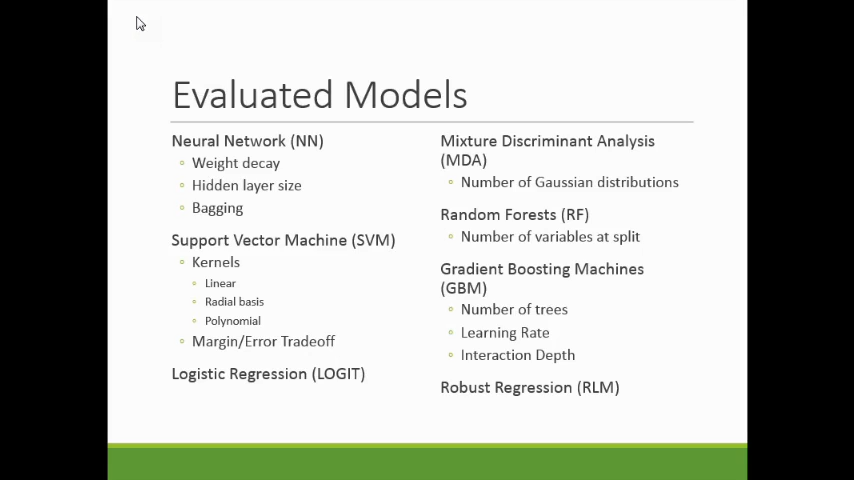 Evaluated Models
Neural Network (NN)
Weight decay
Hidden layer size
Bagging
Support Vector Machine (SVM)
Kernels
Linear
Radial basis
Polynomial
Margin/Error Tradeoff
Logistic Regression (LOGIT)
Mixture Discriminant Analysis
(MDA)
Number of Gaussian distributions
Random Forests (RF)
Number of variables at split
Gradient Boosting Machines
(GBM)
Number of trees
Learning Rate
Interaction Depth
Robust Regression (RLM)